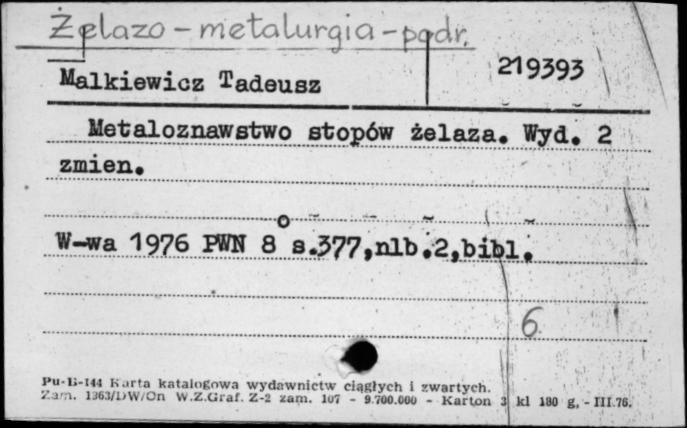 Żelazo - metalurgia - podr.
219393
Malkiewicz Tadeusz
Metaloznawstwo stopów żelaza. Wyd. 2
zmien.
W-wa 1976 PWN 8° s.377,nlb.2,bibl.
6
Pu-B-144 Karta katalogowa wydawnictw ciągłych i zwartych.
Zam. 1363/DW/On W.Z.Graf. Z-2 zam. 107 - 9.700.000 - Karton 3 kl 180 g. - III.76.